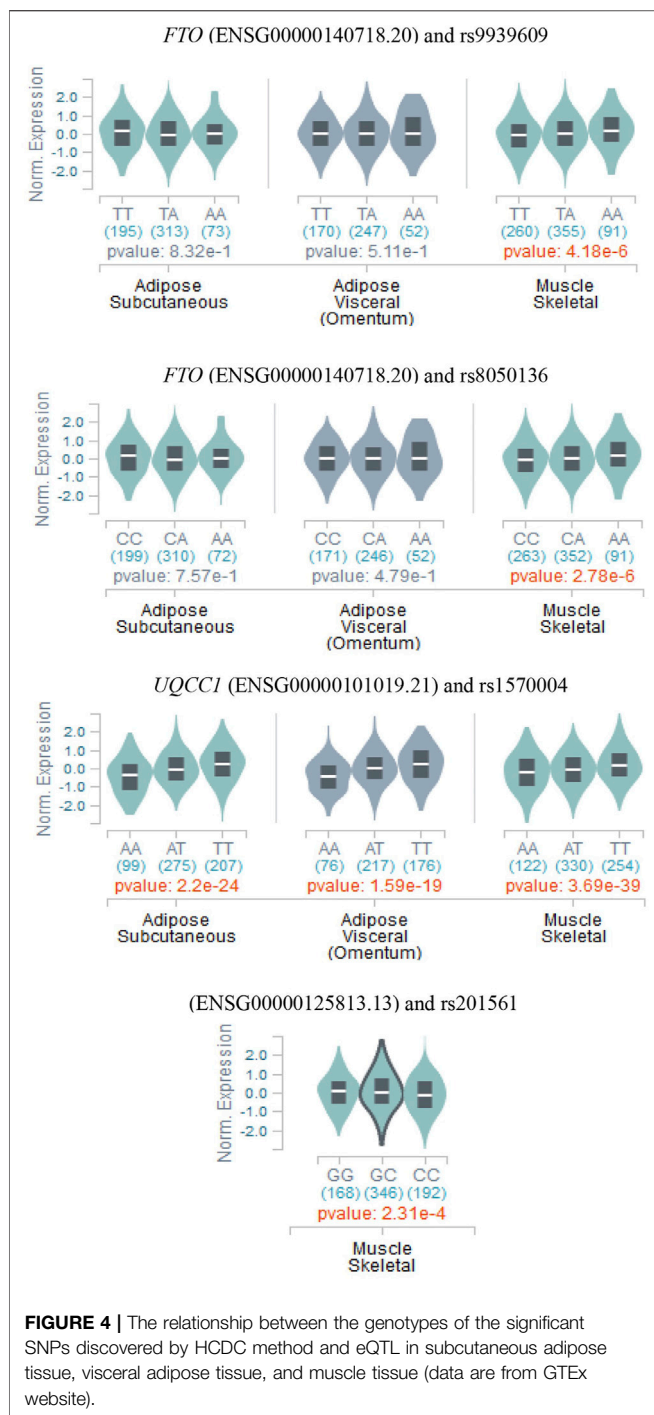 FTO (ENSG00000140718.20) and rs9939609
Norm. Expression
2.0
1.0
0.0
-1.0
-2.0
TT TA AA TT TA AA TT TA AA
(195) (313) (73) (170) (247) (52) (260) (355) (91)
pvalue: 8.32e-1 pvalue: 5.11e-1 pvalue: 4.18e-6
Adipose Adipose Muscle
Subcutaneous Visceral Skeletal
(Omentum)
FTO (ENSG00000140718.20) and rs8050136
Norm. Expression
2.0
1.0
0.0
-1.0
-2.0
CC CA AA CC CA AA CC CA AA
(199) (310) (72) (171) (246) (52) (263) (352) (91)
pvalue: 7.57e-1 pvalue: 4.79e-1 pvalue: 2.78e-6
Adipose Adipose Muscle
Subcutaneous Visceral Skeletal
(Omentum)
UQCC1 (ENSG00000101019.21) and rs1570004
Norm. Expression
2.0
1.0
0.0
-1.0
-2.0
AA AT TT AA AT TT AA AT TT
(99) (275) (207) (76) (217) (176) (122) (330) (254)
pvalue: 2.2e-24 pvalue: 1.59e-19 pvalue: 3.69e-39
Adipose Adipose Muscle
Subcutaneous Visceral Skeletal
(Omentum)
(ENSG00000125813.13) and rs201561
Norm. Expression
2.0
1.0
0.0
-1.0
-2.0
GG GC CC
(168) (346) (192)
pvalue: 2.31e-4
Muscle
Skeletal
FIGURE 4 | The relationship between the genotypes of the significant
SNPs discovered by HCDC method and eQTL in subcutaneous adipose
tissue, visceral adipose tissue, and muscle tissue (data are from GTEx
website).